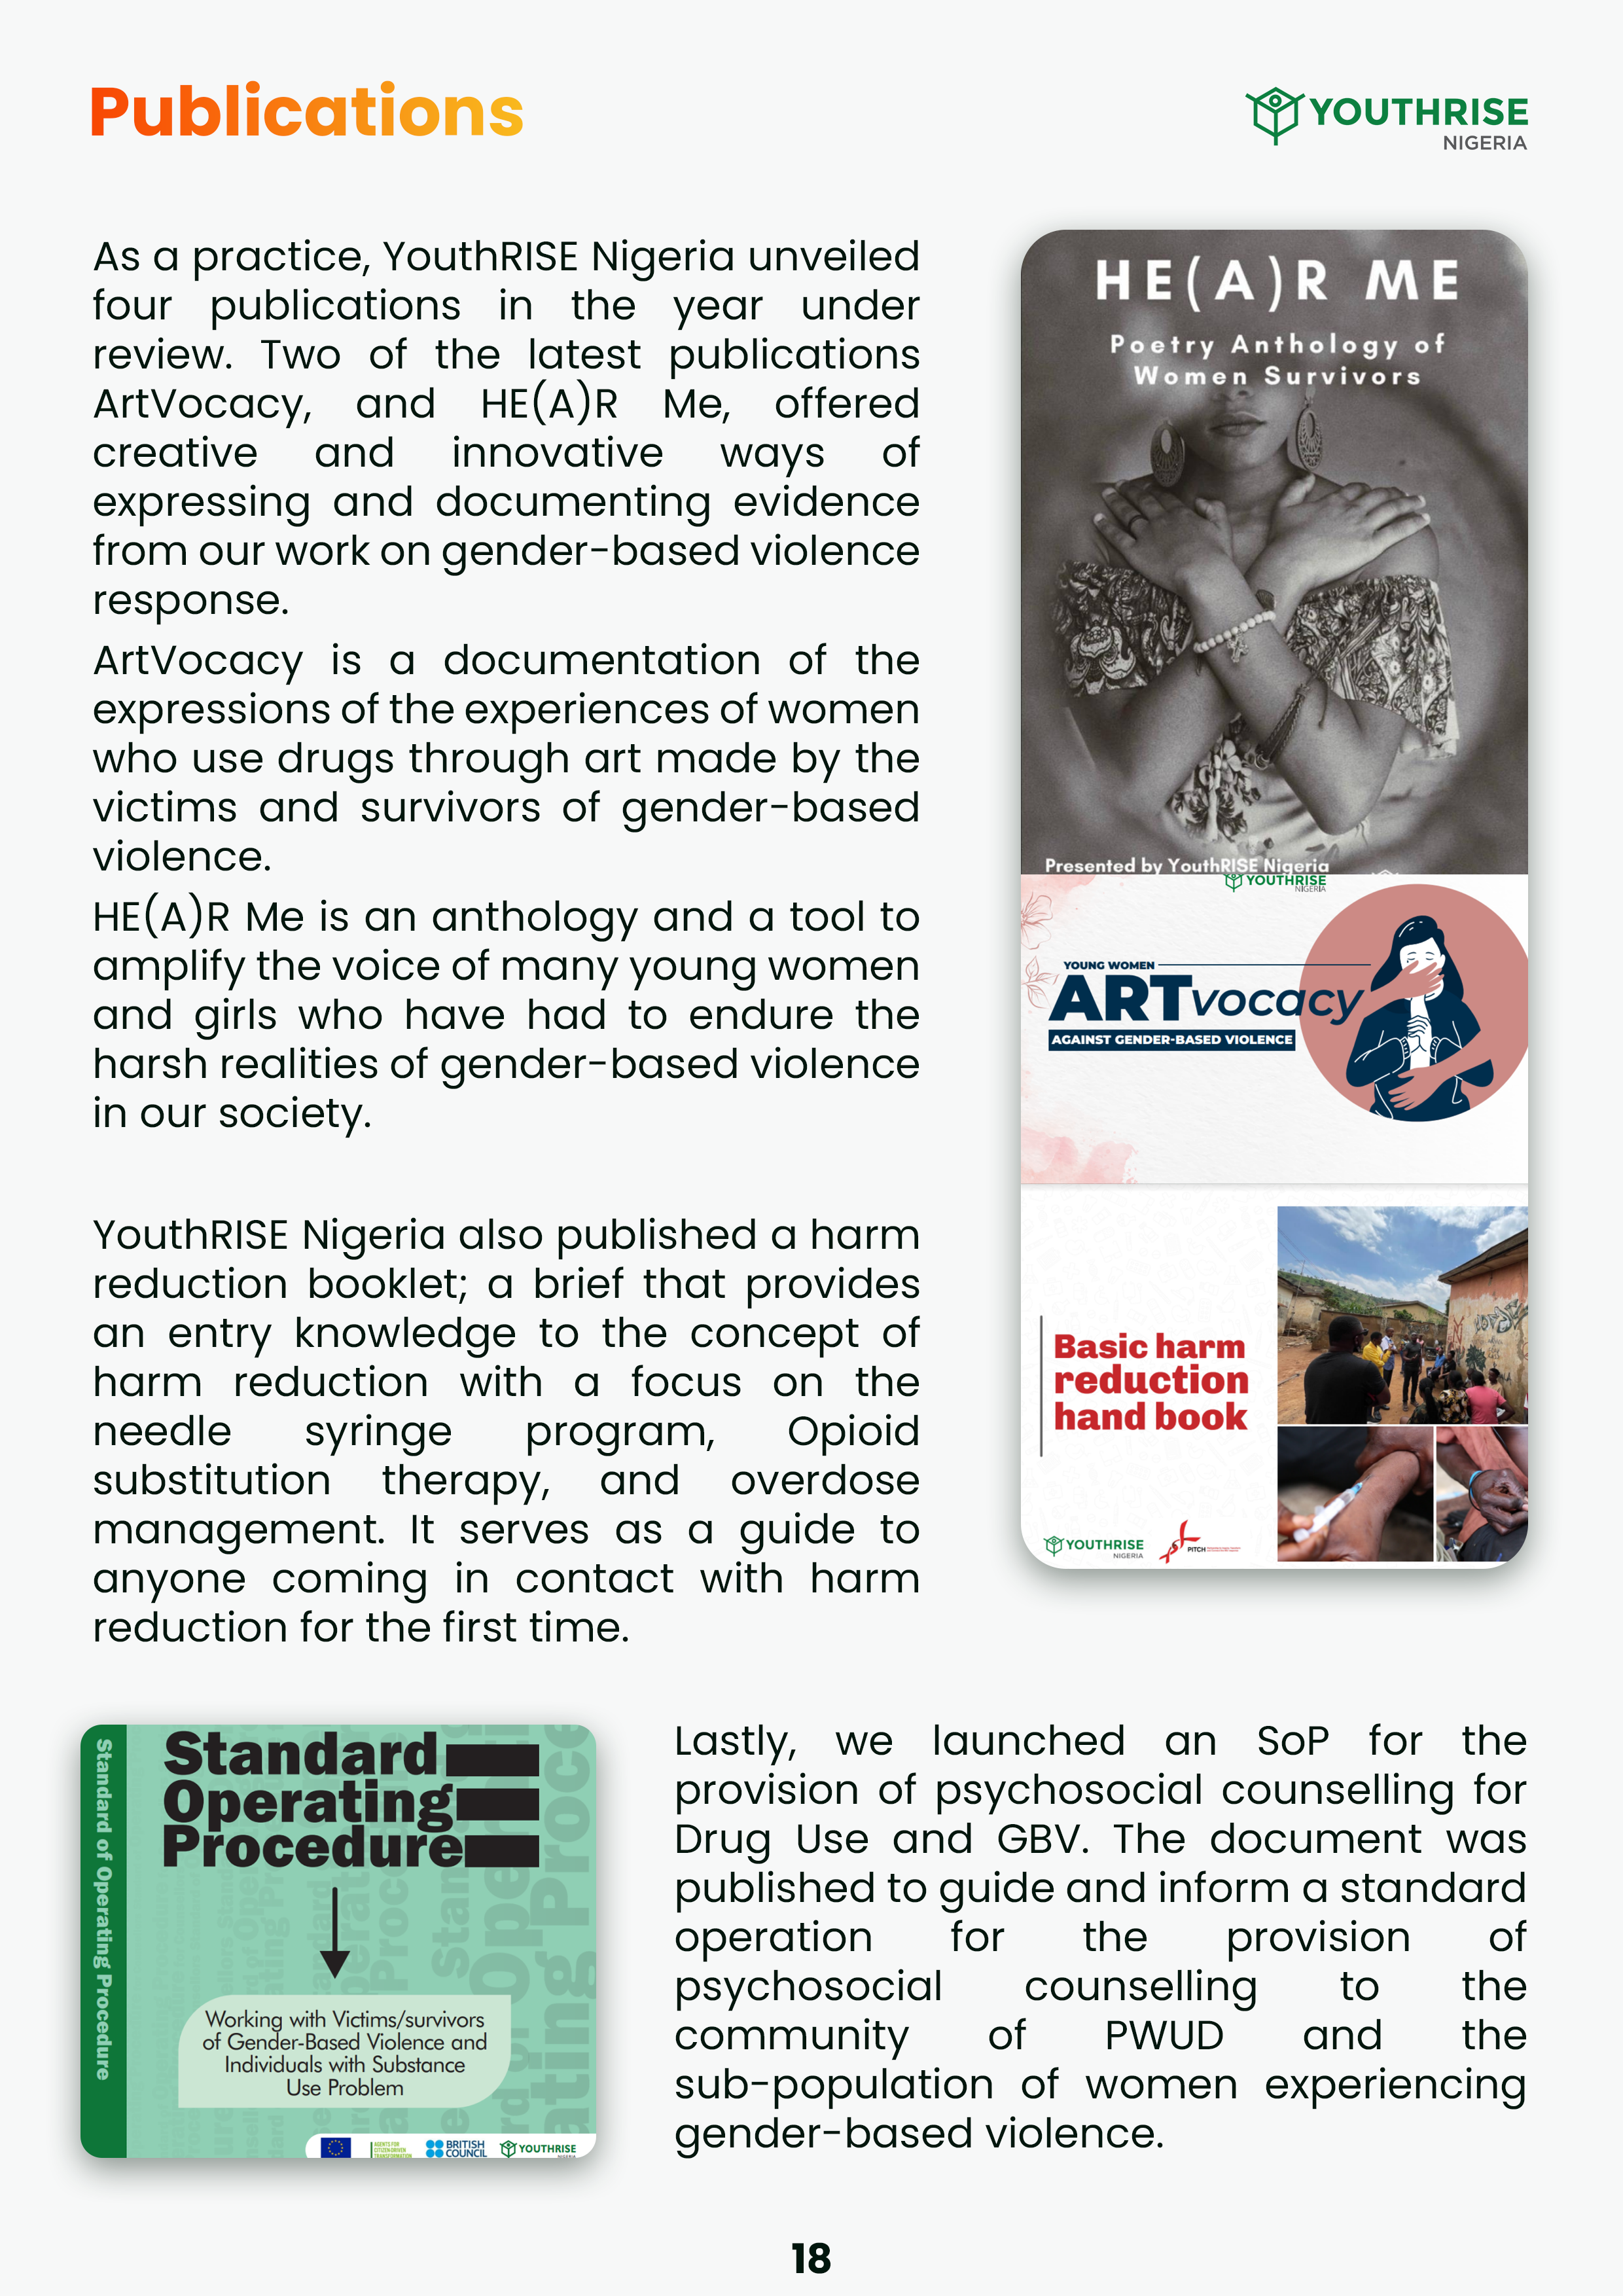 Publications
YOUTHRISE
NIGERIA
As a practice, YouthRISE Nigeria unveiled
four publications in the year under
review. Two of the latest publications
ArtVocacy, and HE(A)R Me, offered
creative and innovative ways of
expressing and documenting evidence
from our work on gender-based violence
response.
ArtVocacy is a documentation of the
expressions of the experiences of women
who use drugs through art made by the
victims and survivors of gender-based
violence.
HE(A)R Me is an anthology and a tool to
amplify the voice of many young women
and girls who have had to endure the
harsh realities of gender-based violence
in our society.
YouthRISE Nigeria also published a harm
reduction booklet; a brief that provides
an entry knowledge to the concept of
harm reduction with a focus on the
needle syringe program, Opioid
substitution therapy, and overdose
management. It serves as a guide to
anyone coming in contact with harm
reduction for the first time.
HE(A)R ME
Poetry Anthology of
Women Survivors
Presented by YouthRISE Nigeria
YOUTHRISE
NIGERIA
YOUNG WOMEN
ARTvocacy
AGAINST GENDER-BASED VIOLENCE
Basic harm
reduction
hand book
YOUTHRISE
NIGERIA
PITCH
Standard of Operating Procedure
Standard
Operating
Procedure
Working with Victims/survivors
of Gender-Based Violence and
Individuals with Substance
Use Problem
AGENTS FOR
CITIZEN-DRIVEN
TRANSFORMATION
BRITISH
COUNCIL
YOUTHRISE
Lastly, we launched an SoP for the
provision of psychosocial counselling for
Drug Use and GBV. The document was
published to guide and inform a standard
operation for the provision of
psychosocial counselling to the
community of PWUD and the
sub-population of women experiencing
gender-based violence.
18